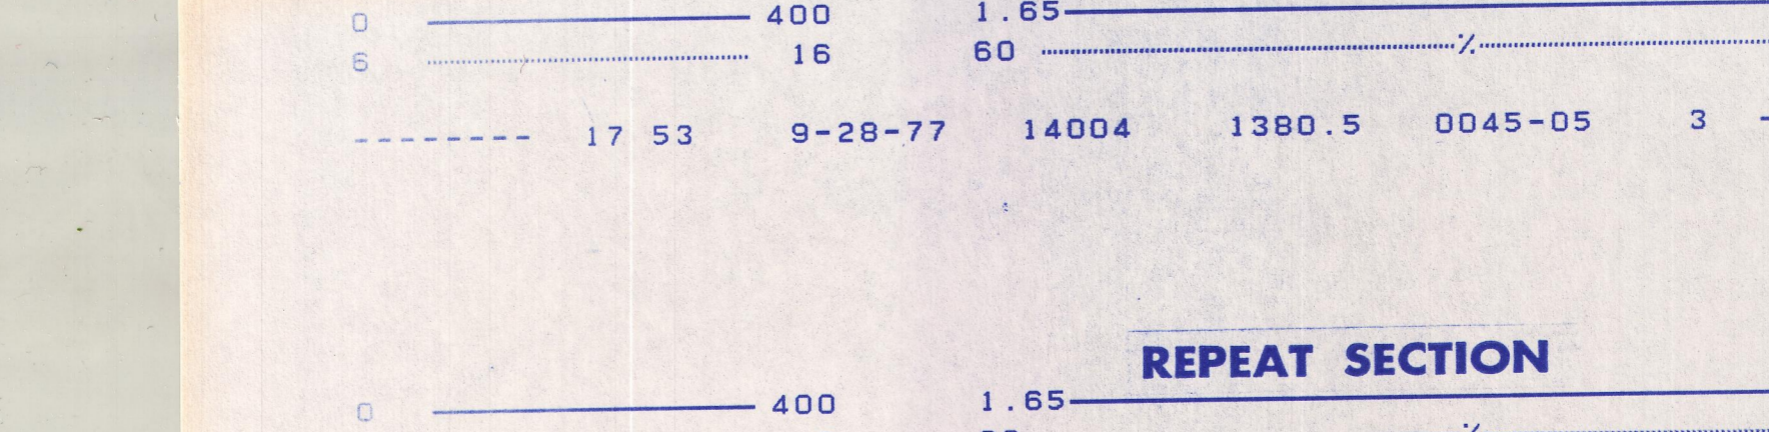 0 400 1.65
6 16 60 %
-------- 17 53 9-28-77 14004 1380.5 0045-05 3 -
REPEAT SECTION
0 400 1.65